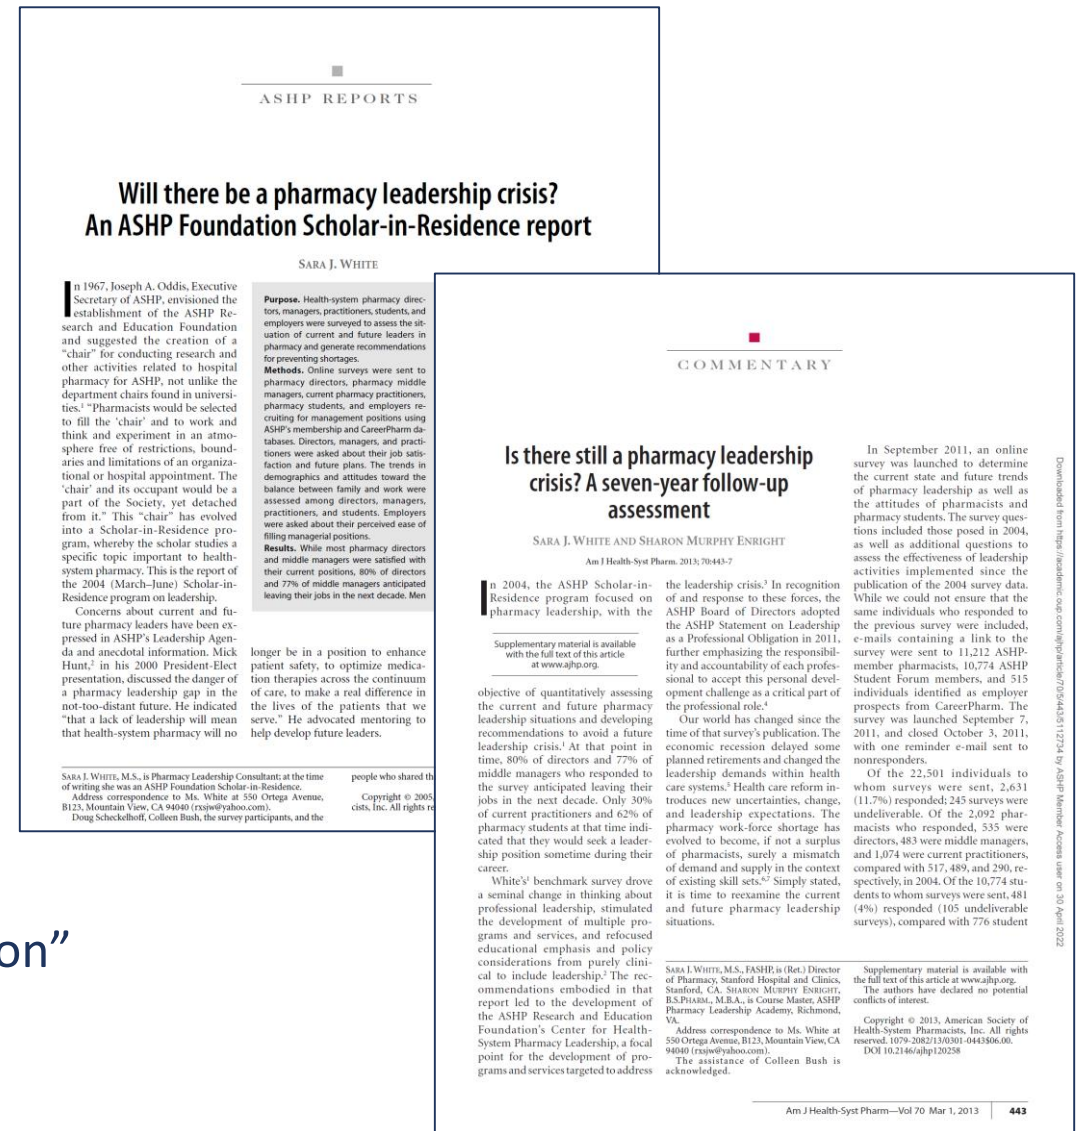 ASHP REPORTS
Will there be a pharmacy leadership crisis?
An ASHP Foundation Scholar-in-Residence report
SARA J. WHITE
In 1967, Joseph A. Oddis, Executive
Secretary of ASHP, envisioned the
establishment of the ASHP Re-
search and Education Foundation
and suggested the creation of a
“chair” for conducting research and
other activities related to hospital
pharmacy for ASHP, not unlike the
department chairs found in universi-
ties.1 “Pharmacists would be selected
to fill the ‘chair’ and to work and
think and experiment in an atmo-
sphere free of restrictions, bound-
aries and limitations of an organiza-
tional or hospital appointment. The
‘chair’ and its occupant would be a
part of the Society, yet detached
from it.” This “chair” has evolved
into a Scholar-in-Residence pro-
gram, whereby the scholar studies a
specific topic important to health-
system pharmacy. This is the report of
the 2004 (March–June) Scholar-in-
Residence program on leadership.
Concerns about current and fu-
ture pharmacy leaders have been ex-
pressed in ASHP’s Leadership Agen-
da and anecdotal information. Mick
Hunt,2 in his 2000 President-Elect
presentation, discussed the danger of
a pharmacy leadership gap in the
not-too-distant future. He indicated
“that a lack of leadership will mean
that health-system pharmacy will no
Purpose. Health-system pharmacy direc-
tors, managers, practitioners, students, and
employers were surveyed to assess the sit-
uation of current and future leaders in
pharmacy and generate recommendations
for preventing shortages.
Methods. Online surveys were sent to
pharmacy directors, pharmacy middle
managers, current pharmacy practitioners,
pharmacy students, and employers re-
cruiting for management positions using
ASHP’s membership and CareerPharm da-
tabases. Directors, managers, and practi-
tioners were asked about their job satis-
faction and future plans. The trends in
demographics and attitudes toward the
balance between family and work were
assessed among directors, managers,
practitioners, and students. Employers
were asked about their perceived ease of
filling managerial positions.
Results. While most pharmacy directors
and middle managers were satisfied with
their current positions, 80% of directors
and 77% of middle managers anticipated
leaving their jobs in the next decade. Men
longer be in a position to enhance
patient safety, to optimize medica-
tion therapies across the continuum
of care, to make a real difference in
the lives of the patients that we
serve.” He advocated mentoring to
help develop future leaders.
SARA J. WHITE, M.S., is Pharmacy Leadership Consultant; at the time
of writing she was an ASHP Foundation Scholar-in-Residence.
Address correspondence to Ms. White at 550 Ortega Avenue,
B123, Mountain View, CA 94040 (rxsjw@yahoo.com).
Doug Scheckelhoff, Colleen Bush, the survey participants, and the
people who shared th
Copyright © 2005,
cists, Inc. All rights re
COMMENTARY
Is there still a pharmacy leadership
crisis? A seven-year follow-up
assessment
SARA J. WHITE AND SHARON MURPHY ENRIGHT
Am J Health-Syst Pharm. 2013; 70:443-7
In 2004, the ASHP Scholar-in-
Residence program focused on
pharmacy leadership, with the
Supplementary material is available
with the full text of this article
at www.ajhp.org.
objective of quantitatively assessing
the current and future pharmacy
leadership situations and developing
recommendations to avoid a future
leadership crisis.1 At that point in
time, 80% of directors and 77% of
middle managers who responded to
the survey anticipated leaving their
jobs in the next decade. Only 30%
of current practitioners and 62% of
pharmacy students at that time indi-
cated that they would seek a leader-
ship position sometime during their
career.
White’s1 benchmark survey drove
a seminal change in thinking about
professional leadership, stimulated
the development of multiple pro-
grams and services, and refocused
educational emphasis and policy
considerations from purely clini-
cal to include leadership.2 The rec-
ommendations embodied in that
report led to the development of
the ASHP Research and Education
Foundation’s Center for Health-
System Pharmacy Leadership, a focal
point for the development of pro-
grams and services targeted to address
the leadership crisis.3 In recognition
of and response to these forces, the
ASHP Board of Directors adopted
the ASHP Statement on Leadership
as a Professional Obligation in 2011,
further emphasizing the responsibil-
ity and accountability of each profes-
sional to accept this personal devel-
opment challenge as a critical part of
the professional role.4
Our world has changed since the
time of that survey’s publication. The
economic recession delayed some
planned retirements and changed the
leadership demands within health
care systems.5 Health care reform in-
troduces new uncertainties, change,
and leadership expectations. The
pharmacy work-force shortage has
evolved to become, if not a surplus
of pharmacists, surely a mismatch
of demand and supply in the context
of existing skill sets.6,7 Simply stated,
it is time to reexamine the current
and future pharmacy leadership
situations.
In September 2011, an online
survey was launched to determine
the current state and future trends
of pharmacy leadership as well as
the attitudes of pharmacists and
pharmacy students. The survey ques-
tions included those posed in 2004,
as well as additional questions to
assess the effectiveness of leadership
activities implemented since the
publication of the 2004 survey data.
While we could not ensure that the
same individuals who responded to
the previous survey were included,
e-mails containing a link to the
survey were sent to 11,212 ASHP-
member pharmacists, 10,774 ASHP
Student Forum members, and 515
individuals identified as employer
prospects from CareerPharm. The
survey was launched September 7,
2011, and closed October 3, 2011,
with one reminder e-mail sent to
nonresponders.
Of the 22,501 individuals to
whom surveys were sent, 2,631
(11.7%) responded; 245 surveys were
undeliverable. Of the 2,092 phar-
macists who responded, 535 were
directors, 483 were middle managers,
and 1,074 were current practitioners,
compared with 517, 489, and 290, re-
spectively, in 2004. Of the 10,774 stu-
dents to whom surveys were sent, 481
(4%) responded (105 undeliverable
surveys), compared with 776 student
SARA J. WHITE, M.S., FASHP, is (Ret.) Director
of Pharmacy, Stanford Hospital and Clinics,
Stanford, CA. SHARON MURPHY ENRIGHT,
B.S.PHARM., M.B.A., is Course Master, ASHP
Pharmacy Leadership Academy, Richmond,
VA.
Address correspondence to Ms. White at
550 Ortega Avenue, B123, Mountain View, CA
94040 (rxsjw@yahoo.com).
The assistance of Colleen Bush is
acknowledged.
Supplementary material is available with
the full text of this article at www.ajhp.org.
The authors have declared no potential
conflicts of interest.
Copyright © 2013, American Society of
Health-System Pharmacists, Inc. All rights
reserved. 1079-2082/13/0301-0443$06.00.
DOI 10.2146/ajhp120258
Am J Health-Syst Pharm—Vol 70 Mar 1, 2013 443
Downloaded from https://academic.oup.com/ajhp/article/70/5/443/5112734 by ASHP Member Access user on 30 April 2022
on”